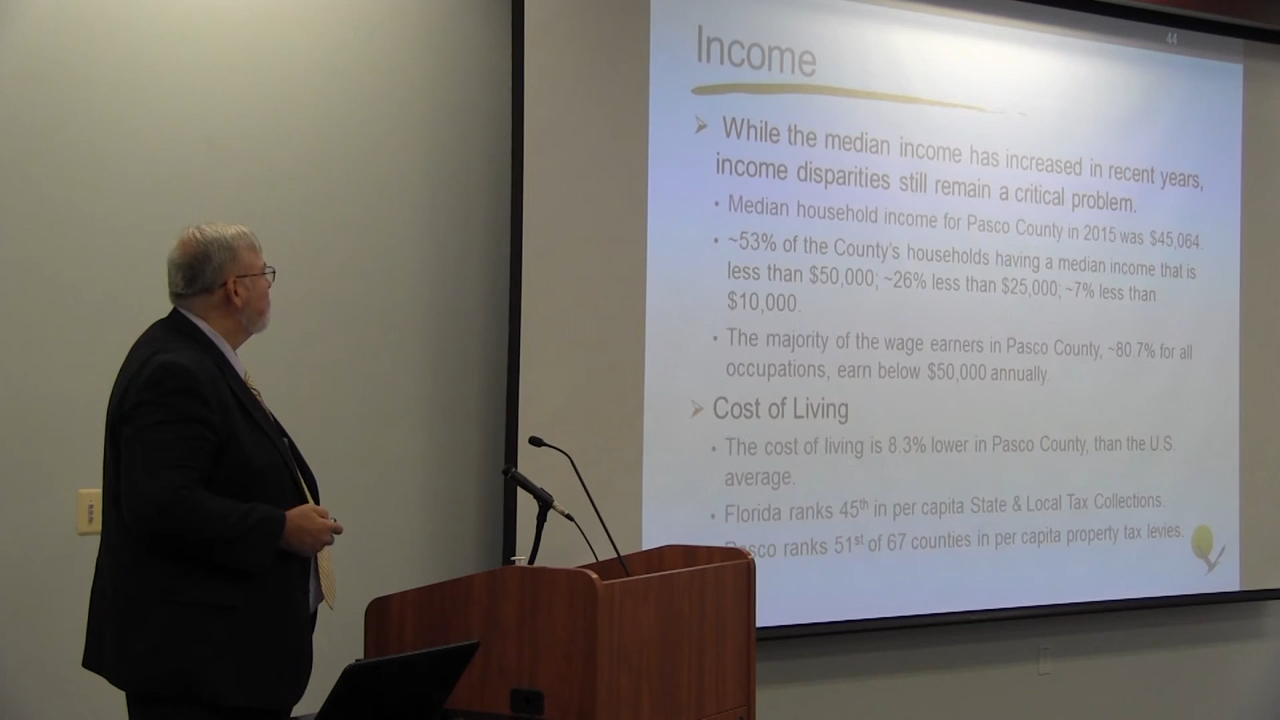 44
Income
While the median income has increased in recent years,
income disparities still remain a critical problem.
• Median household income for Pasco County in 2015 was $45,064.
• ~53% of the County's households having a median income that is
less than $50,000; ~26% less than $25,000; ~7% less than
$10,000.
• The majority of the wage earners in Pasco County, ~80.7% for all
occupations, earn below $50,000 annually.
Cost of Living
• The cost of living is 8.3% lower in Pasco County, than the U.S.
average.
• Florida ranks 45th in per capita State & Local Tax Collections.
Pasco ranks 51st of 67 counties in per capita property tax levies.